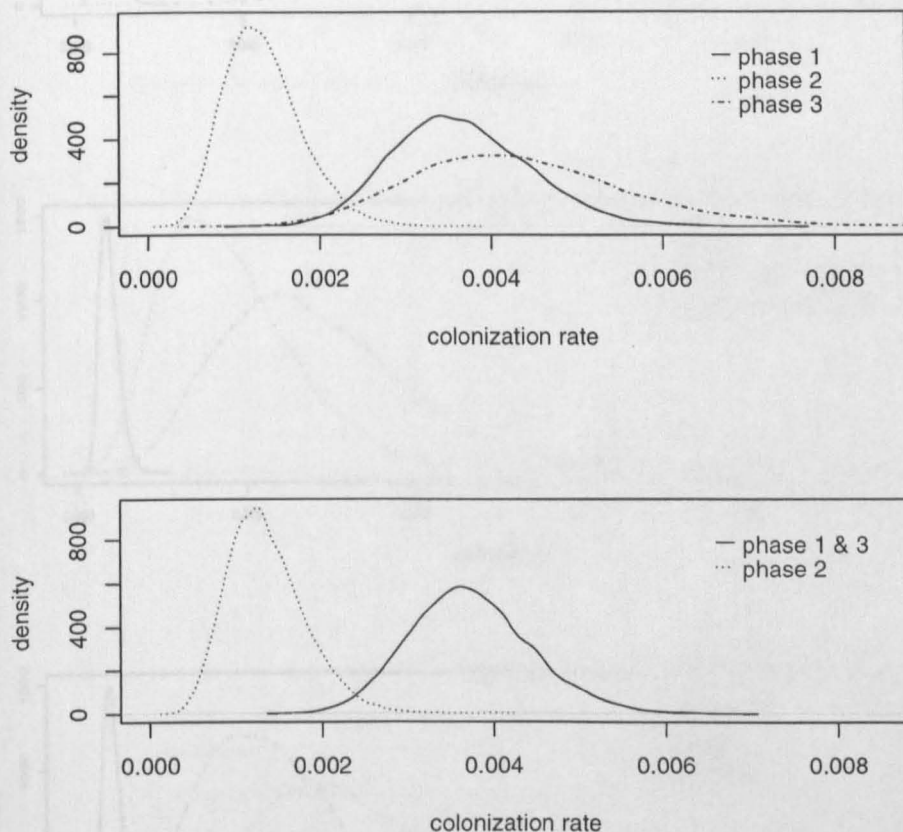 density
0
400
800
phase 1
phase 2
phase 3
0.000
0.002
0.004
0.006
0.008
colonization rate
density
0
400
800
phase 1 & 3
phase 2
0.000
0.002
0.004
0.006
0.008
colonization rate